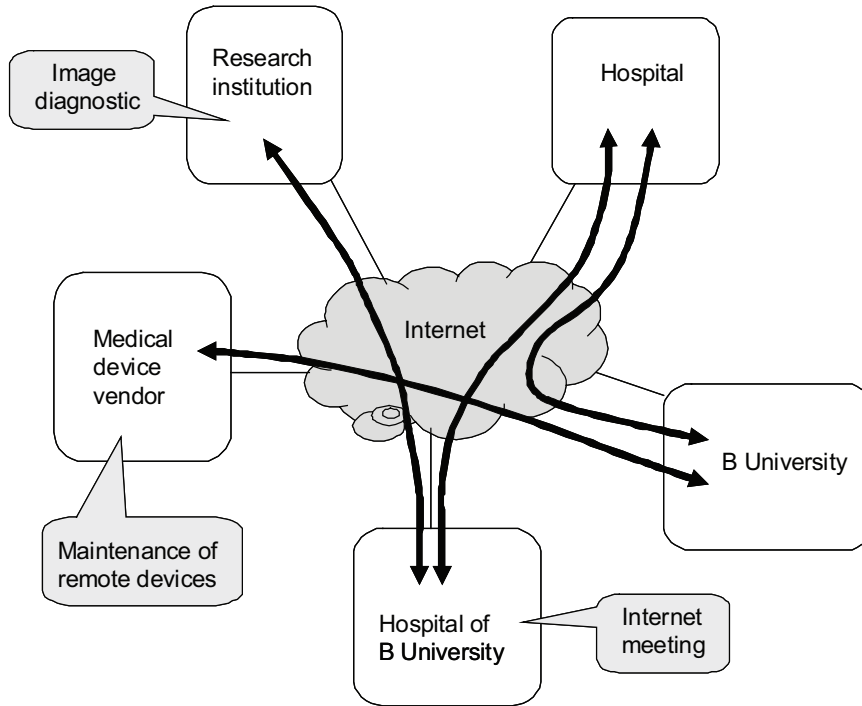 Image
diagnostic
Research
institution
Hospital
Internet
Medical
device
vendor
B University
Maintenance of
remote devices
Hospital of
B University
Internet
meeting